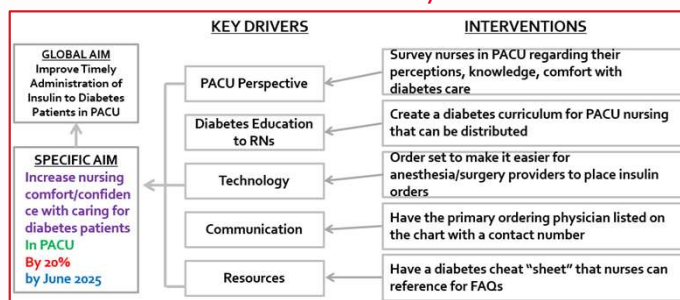 KEY DRIVERS
INTERVENTIONS
GLOBAL AIM
Improve Timely
Administration of
Insulin to Diabetes
Patients in PACU
SPECIFIC AIM
Increase nursing
comfort/confiden
ce with caring for
diabetes patients
In PACU
By 20%
by June 2025
PACU Perspective
Diabetes Education
to RNs
Technology
Communication
Resources
Survey nurses in PACU regarding their
perceptions, knowledge, comfort with
diabetes care
Create a diabetes curriculum for PACU nursing
that can be distributed
Order set to make it easier for
anesthesia/surgery providers to place insulin
orders
Have the primary ordering physician listed on
the chart with a contact number
Have a diabetes cheat “sheet” that nurses can
reference for FAQs